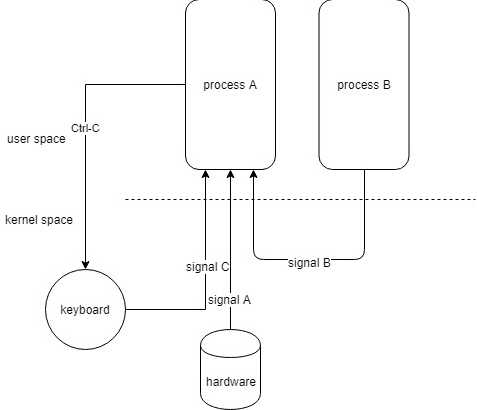 process A
process B
Ctrl-C
user space
kernel space
signal C
signal B
signal A
keyboard
hardware